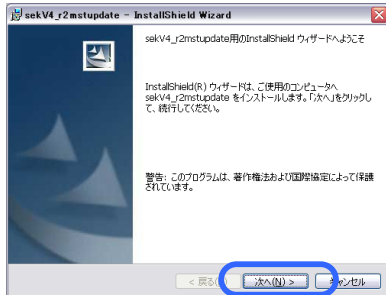 sekV4_r2mstupdate - InstallShield Wizard
sekV4_r2mstupdate用のInstallShield ウィザードへようこそ
InstallShield(R) ウィザードは、ご使用のコンピュータへ
sekV4_r2mstupdate をインストールします。「次へ」をクリックし
て、続行してください。
警告: このプログラムは、著作権法および国際協定によって保護
されています。
< 戻る(
次へ(N) >
キャンセル